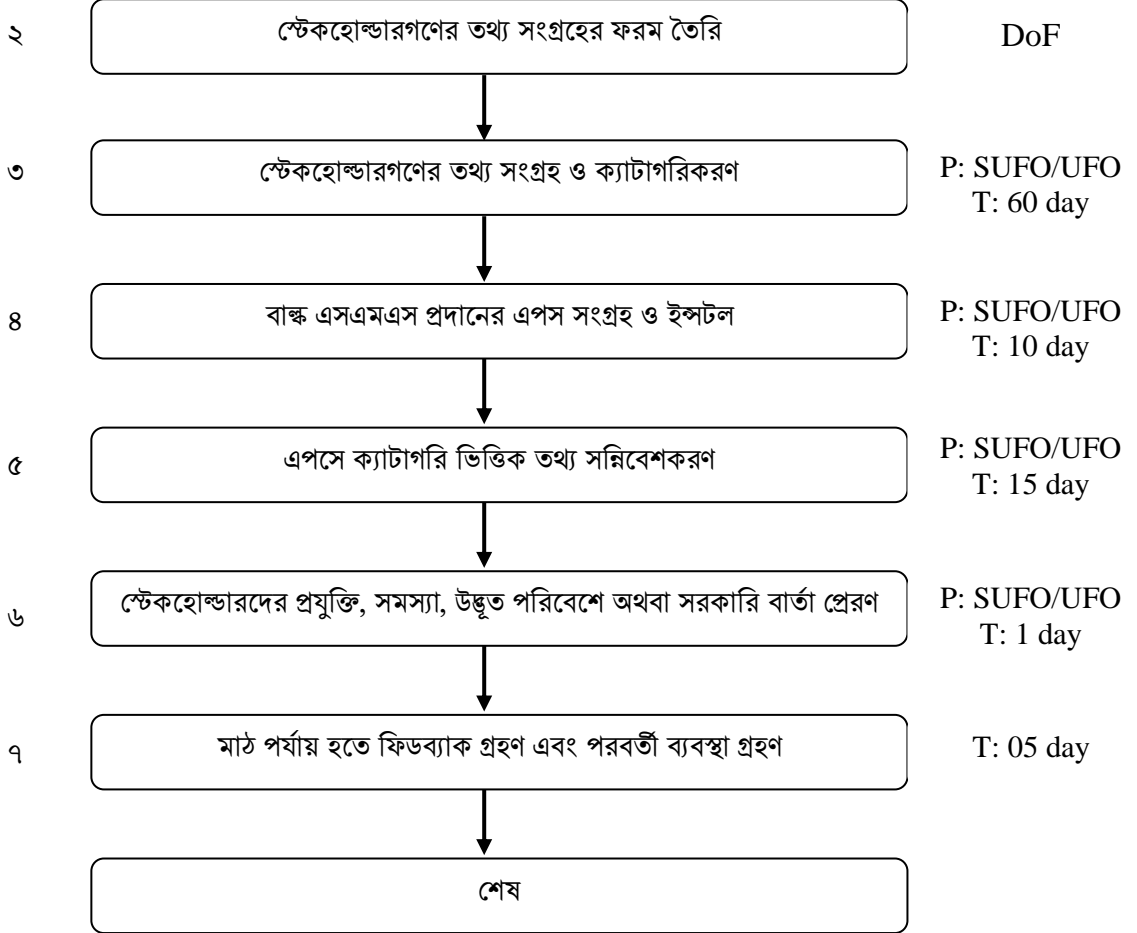 ২ স্টেকহোল্ডারগণের তথ্য সংগ্রহের ফরম তৈরি DoF
৩ স্টেকহোল্ডারগণের তথ্য সংগ্রহ ও ক্যাটাগরিকরণ P: SUFO/UFO
T: 60 day
৪ বাল্ক এসএমএস প্রদানের এপস সংগ্রহ ও ইন্সটল P: SUFO/UFO
T: 10 day
৫ এপসে ক্যাটাগরি ভিত্তিক তথ্য সন্নিবেশকরণ P: SUFO/UFO
T: 15 day
৬ স্টেকহোল্ডারদের প্রযুক্তি, সমস্যা, উদ্ভূত পরিবেশে অথবা সরকারি বার্তা প্রেরণ P: SUFO/UFO
T: 1 day
৭ মাঠ পর্যায় হতে ফিডব্যাক গ্রহণ এবং পরবর্তী ব্যবস্থা গ্রহণ T: 05 day
শেষ